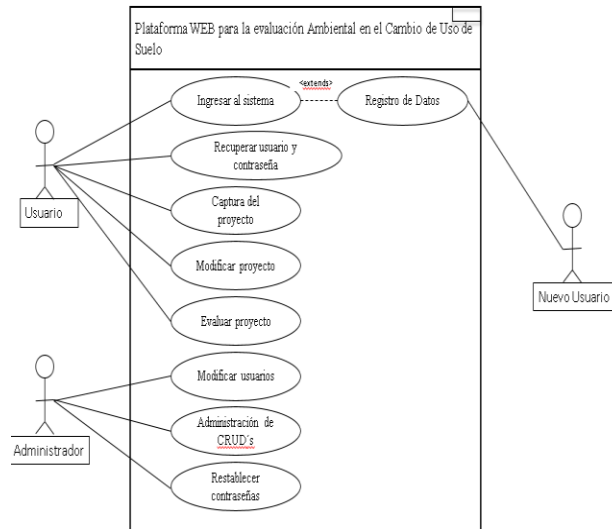 Plataforma WEB para la evaluación Ambiental en el Cambio de Uso de
Suelo
Ingresar al sistema
<extends>
Registro de Datos
Recuperar usuario y
contraseña
Captura del
proyecto
Usuario
Modificar proyecto
Nuevo Usuario
Evaluar proyecto
Modificar usuarios
Administración de
CRUD´s
Administrador
Restablecer
contraseñas